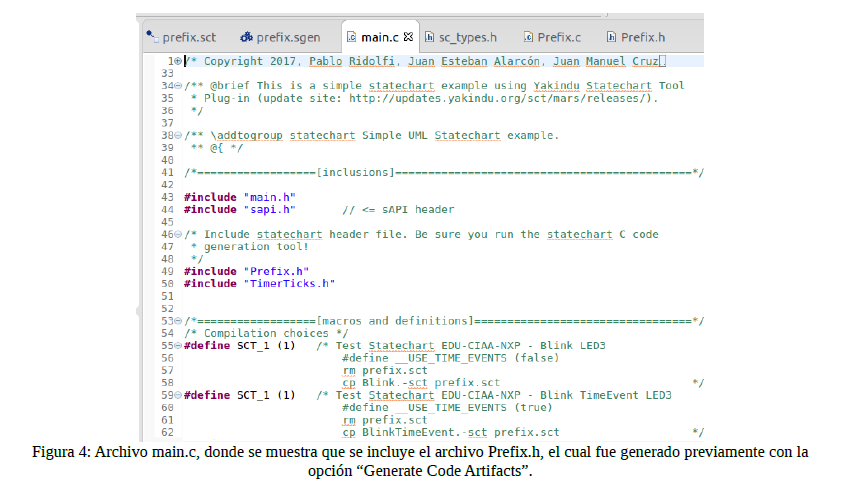 prefix.sct prefix.sgen main.c sc_types.h Prefix.c Prefix.h
1 /* Copyright 2017, Pablo Ridolfi, Juan Esteban Alarcón, Juan Manuel Cruz
33
34 /** @brief This is a simple statechart example using Yakindu Statechart Tool
35 * Plug-in (update site: http://updates.yakindu.org/sct/mars/releases/).
36 */
37
38 /** \addtogroup statechart Simple UML Statechart example.
39 ** @{ */
40
41 /*==================[inclusions]=============================================*/
42
43 #include "main.h"
44 #include "sapi.h" // <= sAPI header
45
46 /* Include statechart header file. Be sure you run the statechart C code
47 * generation tool!
48 */
49 #include "Prefix.h"
50 #include "TimerTicks.h"
51
52
53 /*==================[macros and definitions]=================================*/
54 /* Compilation choices */
55 #define SCT_1 (1) /* Test Statechart EDU-CIAA-NXP - Blink LED3
56 #define __USE_TIME_EVENTS (false)
57 rm prefix.sct
58 cp Blink.-sct prefix.sct */
59 #define SCT_1 (1) /* Test Statechart EDU-CIAA-NXP - Blink TimeEvent LED3
60 #define __USE_TIME_EVENTS (true)
61 rm prefix.sct
62 cp BlinkTimeEvent.-sct prefix.sct */
Figura 4: Archivo main.c, donde se muestra que se incluye el archivo Prefix.h, el cual fue generado previamente con la
opción “Generate Code Artifacts”.